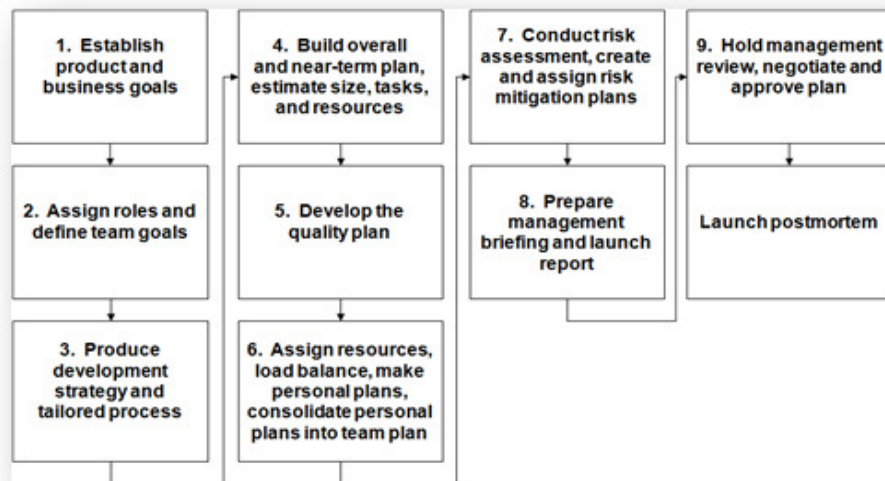 1. Establish
product and
business goals
2. Assign roles and
define team goals
3. Produce
development
strategy and
tailored process
4. Build overall
and near-term plan,
estimate size, tasks,
and resources
5. Develop the
quality plan
6. Assign resources,
load balance, make
personal plans,
consolidate personal
plans into team plan
7. Conduct risk
assessment, create
and assign risk
mitigation plans
8. Prepare
management
briefing and launch
report
9. Hold management
review, negotiate and
approve plan
Launch postmortem